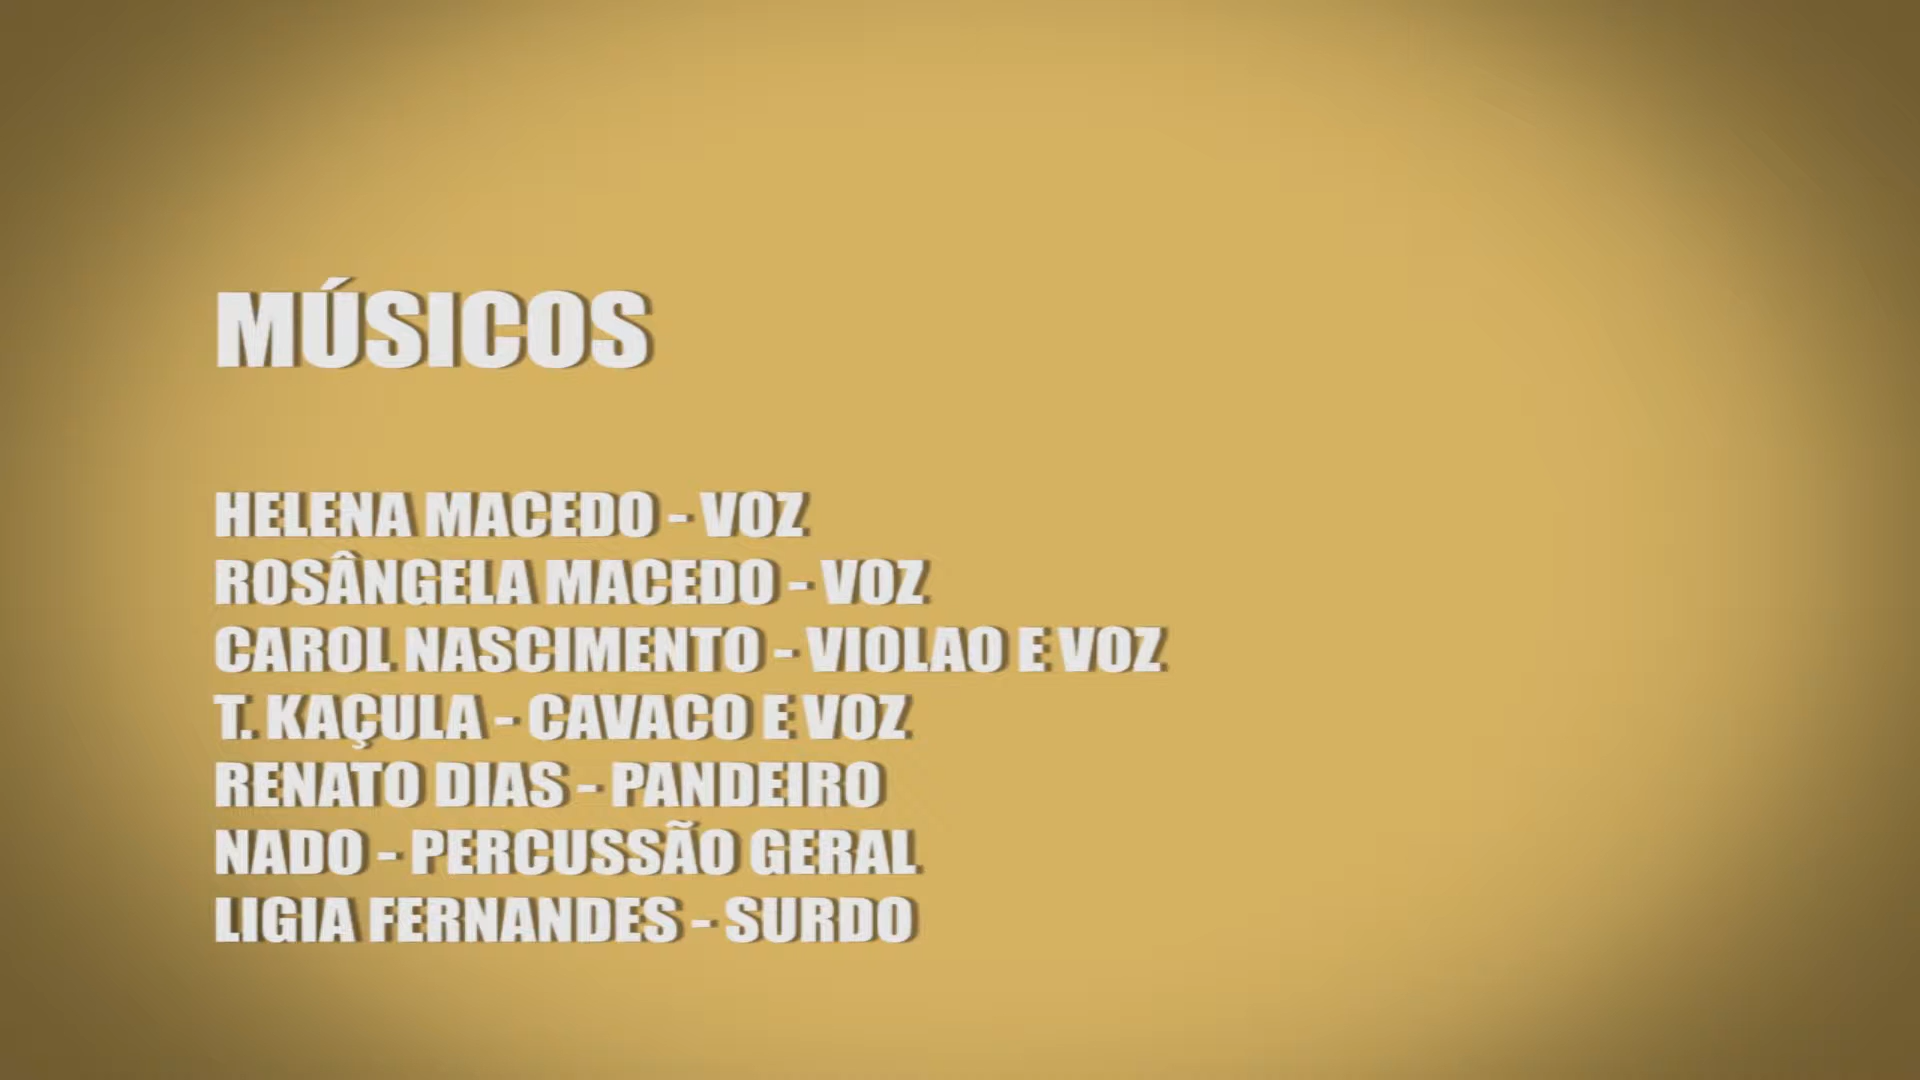 MÚSICOS
HELENA MACEDO - VOZ
ROSÂNGELA MACEDO - VOZ
CAROL NASCIMENTO - VIOLAO E VOZ
T. KAÇULA - CAVACO E VOZ
RENATO DIAS - PANDEIRO
NADO - PERCUSSÃO GERAL
LIGIA FERNANDES - SURDO